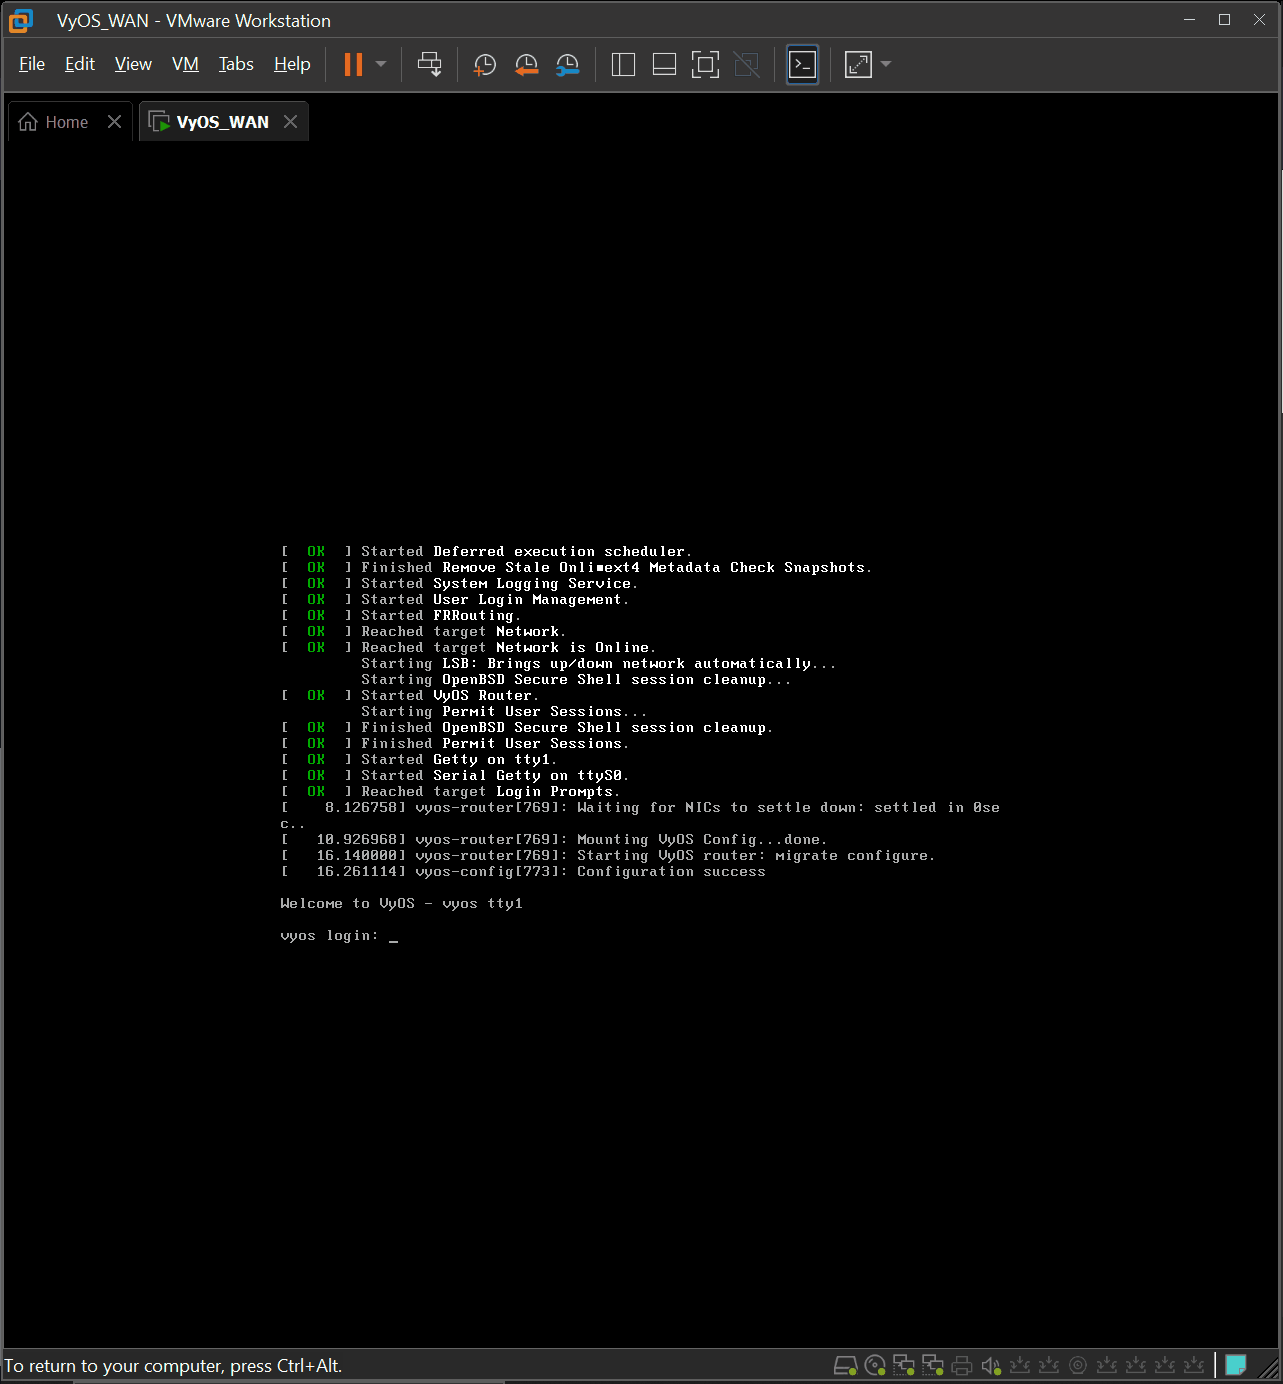 VyOS_WAN - VMware Workstation
File Edit View VM Tabs Help
Home VyOS_WAN
[  OK  ] Started Deferred execution scheduler.
[  OK  ] Finished Remove Stale Onli■ext4 Metadata Check Snapshots.
[  OK  ] Started System Logging Service.
[  OK  ] Started User Login Management.
[  OK  ] Started FRRouting.
[  OK  ] Reached target Network.
[  OK  ] Reached target Network is Online.
Starting LSB: Brings up/down network automatically...
Starting OpenBSD Secure Shell session cleanup...
[  OK  ] Started VyOS Router.
Starting Permit User Sessions...
[  OK  ] Finished OpenBSD Secure Shell session cleanup.
[  OK  ] Finished Permit User Sessions.
[  OK  ] Started Getty on tty1.
[  OK  ] Started Serial Getty on ttyS0.
[  OK  ] Reached target Login Prompts.
[    8.126758] vyos-router[769]: Waiting for NICs to settle down: settled in 0se
c..
[   10.926968] vyos-router[769]: Mounting VyOS Config...done.
[   16.140000] vyos-router[769]: Starting VyOS router: migrate configure.
[   16.261114] vyos-config[773]: Configuration success
Welcome to VyOS - vyos tty1
vyos login: _
To return to your computer, press Ctrl+Alt.